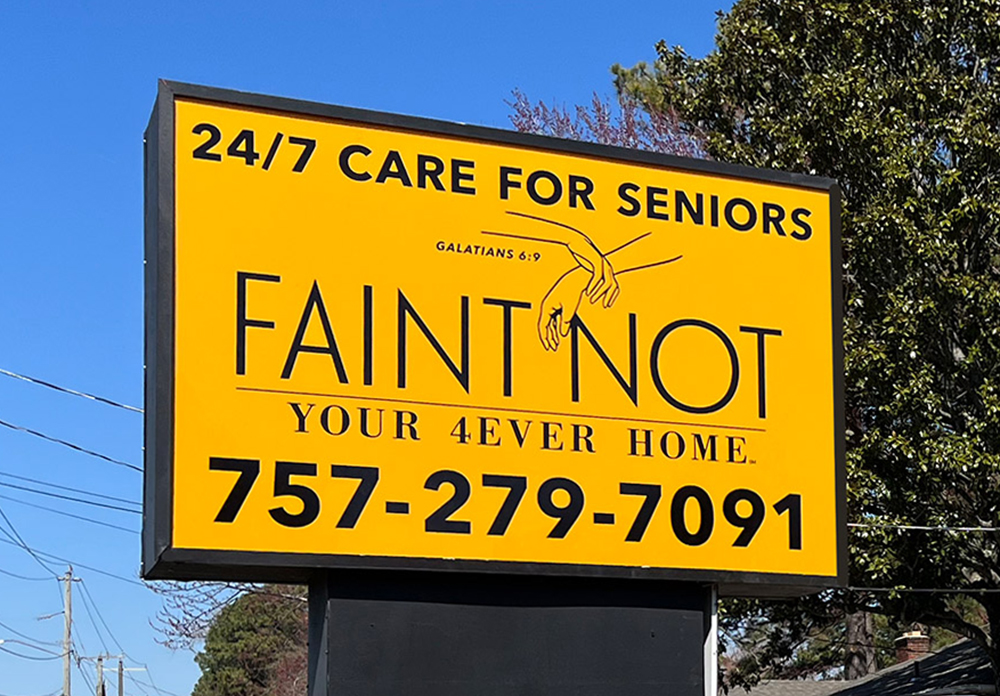 24/7 CARE FOR SENIORS
GALATIANS 6:9
FAINT NOT
YOUR 4EVER HOME
757-279-7091